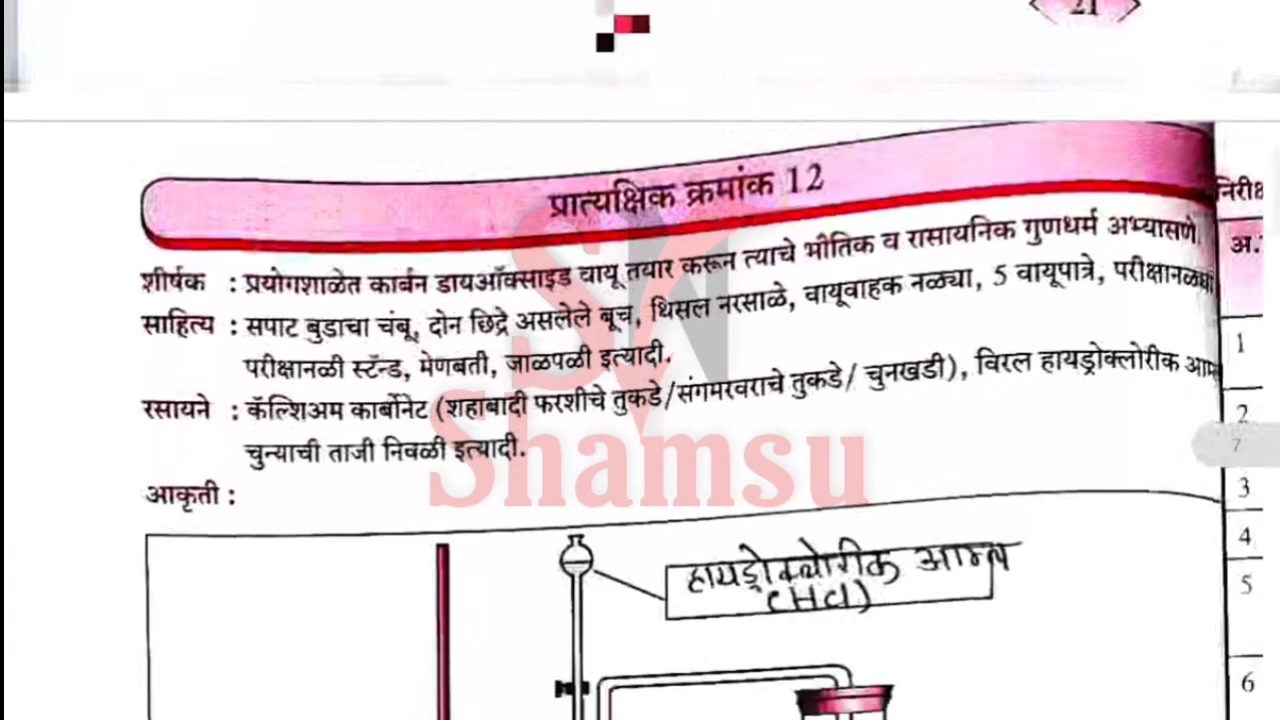 21
प्रात्यक्षिक क्रमांक 12
शीर्षक : प्रयोगशाळेत कार्बन डायऑक्साइड वायू तयार करून त्याचे भौतिक व रासायनिक गुणधर्म अभ्यासणे.
साहित्य : सपाट बुडाचा चंबू, दोन छिद्रे असलेले बूच, थिसल नरसाळे, वायूवाहक नळ्या, 5 वायूपात्रे, परीक्षानळ्या
परीक्षानळी स्टॅन्ड, मेणबती, जाळपळी इत्यादी.
रसायने : कॅल्शिअम कार्बोनेट (शहाबादी फरशीचे तुकडे/संगमरवराचे तुकडे/ चुनखडी), विरल हायड्रोक्लोरीक आम
चुन्याची ताजी निवळी इत्यादी.
आकृती :
हायड्रोक्लोरीक आम्ल
(HCl)
Shamsu
निरीक्ष
अ.
1
2
7
3
4
5
6